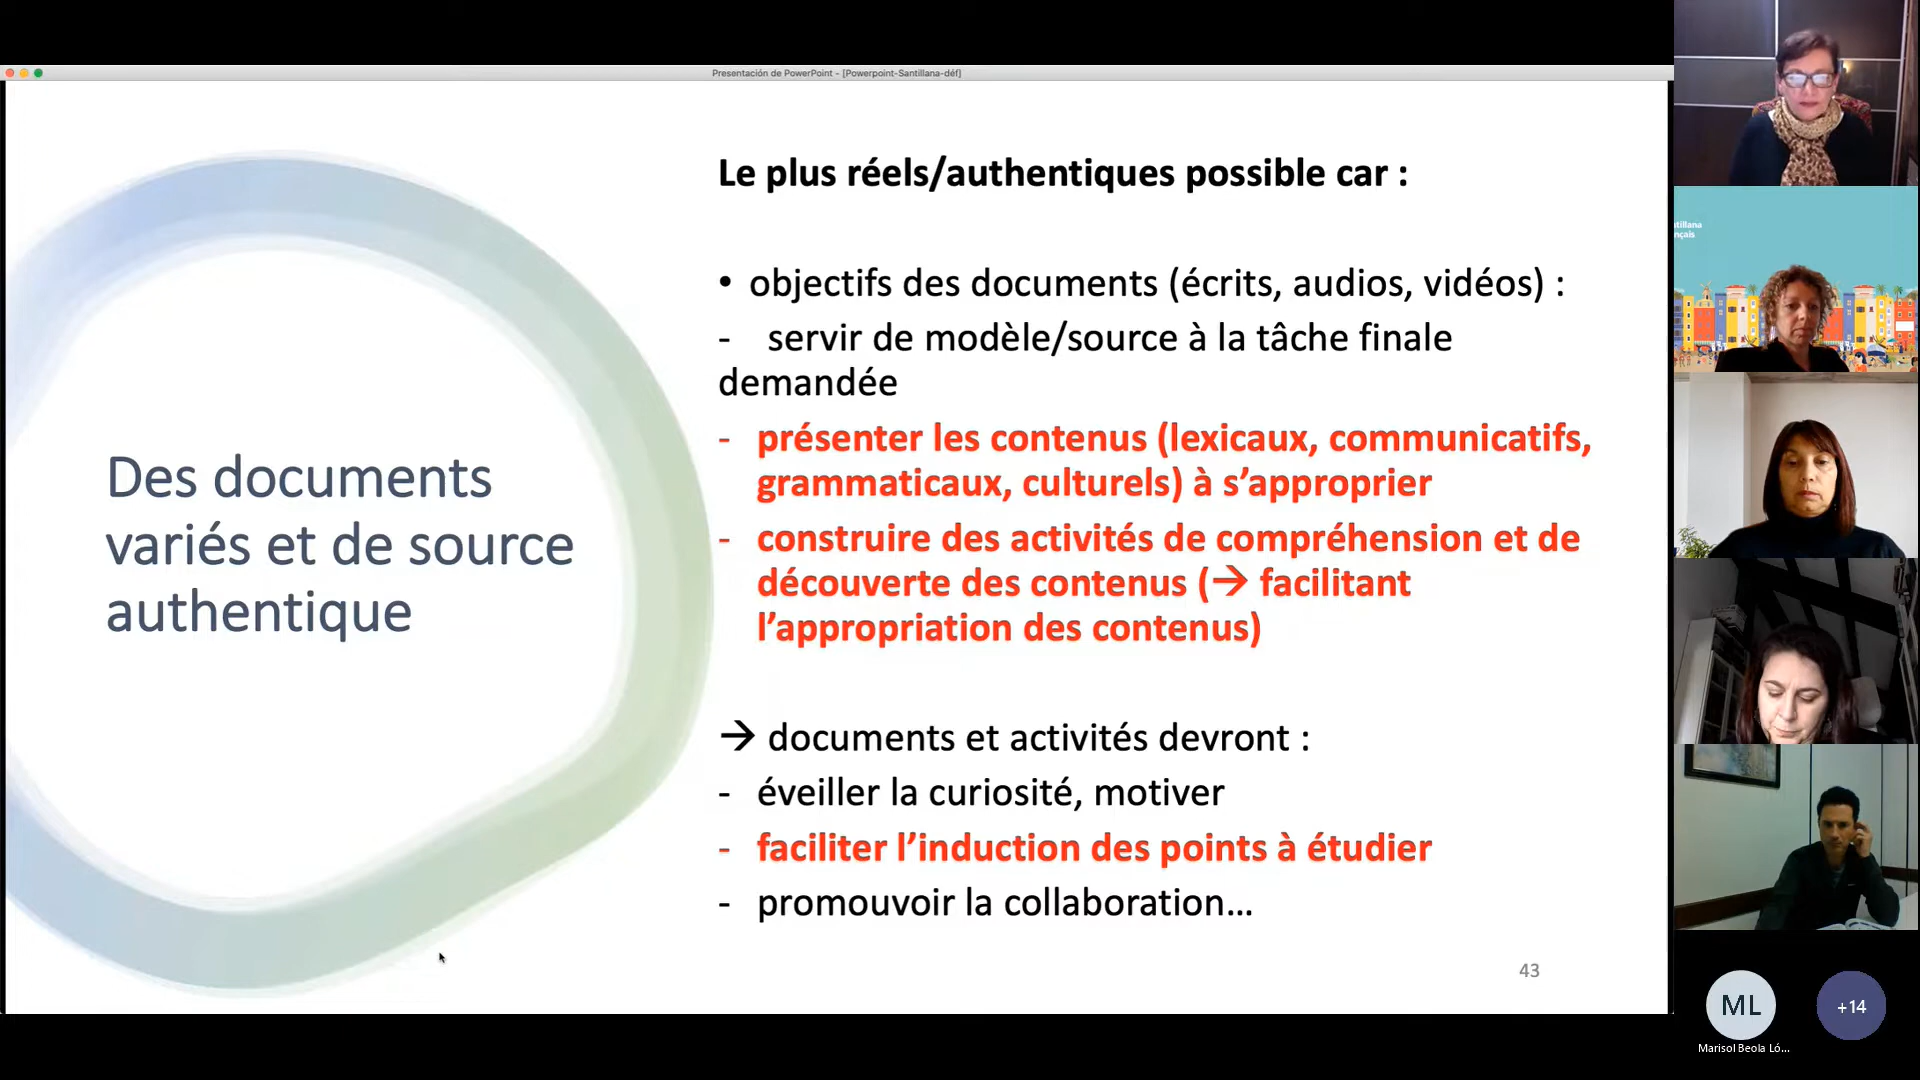 Presentación de PowerPoint - [Powerpoint-Santillana-déf]
Des documents
variés et de source
authentique
Le plus réels/authentiques possible car :
• objectifs des documents (écrits, audios, vidéos) :
- servir de modèle/source à la tâche finale
demandée
- présenter les contenus (lexicaux, communicatifs,
grammaticaux, culturels) à s’approprier
- construire des activités de compréhension et de
découverte des contenus (→ facilitant
l’appropriation des contenus)
→ documents et activités devront :
- éveiller la curiosité, motiver
- faciliter l’induction des points à étudier
- promouvoir la collaboration...
43
tillana
nçais
ML
+14
Marisol Beola Ló...